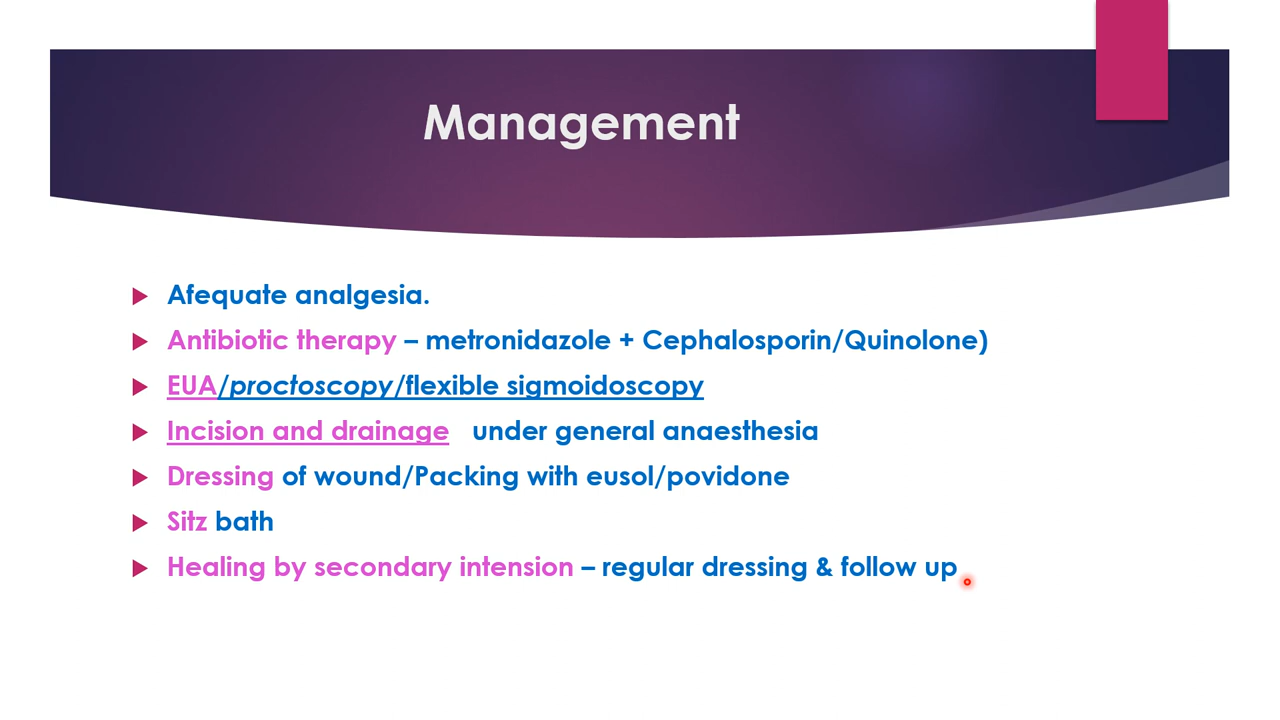 Management
Afequate analgesia.
Antibiotic therapy – metronidazole + Cephalosporin/Quinolone)
EUA/proctoscopy/flexible sigmoidoscopy
Incision and drainage under general anaesthesia
Dressing of wound/Packing with eusol/povidone
Sitz bath
Healing by secondary intension – regular dressing & follow up